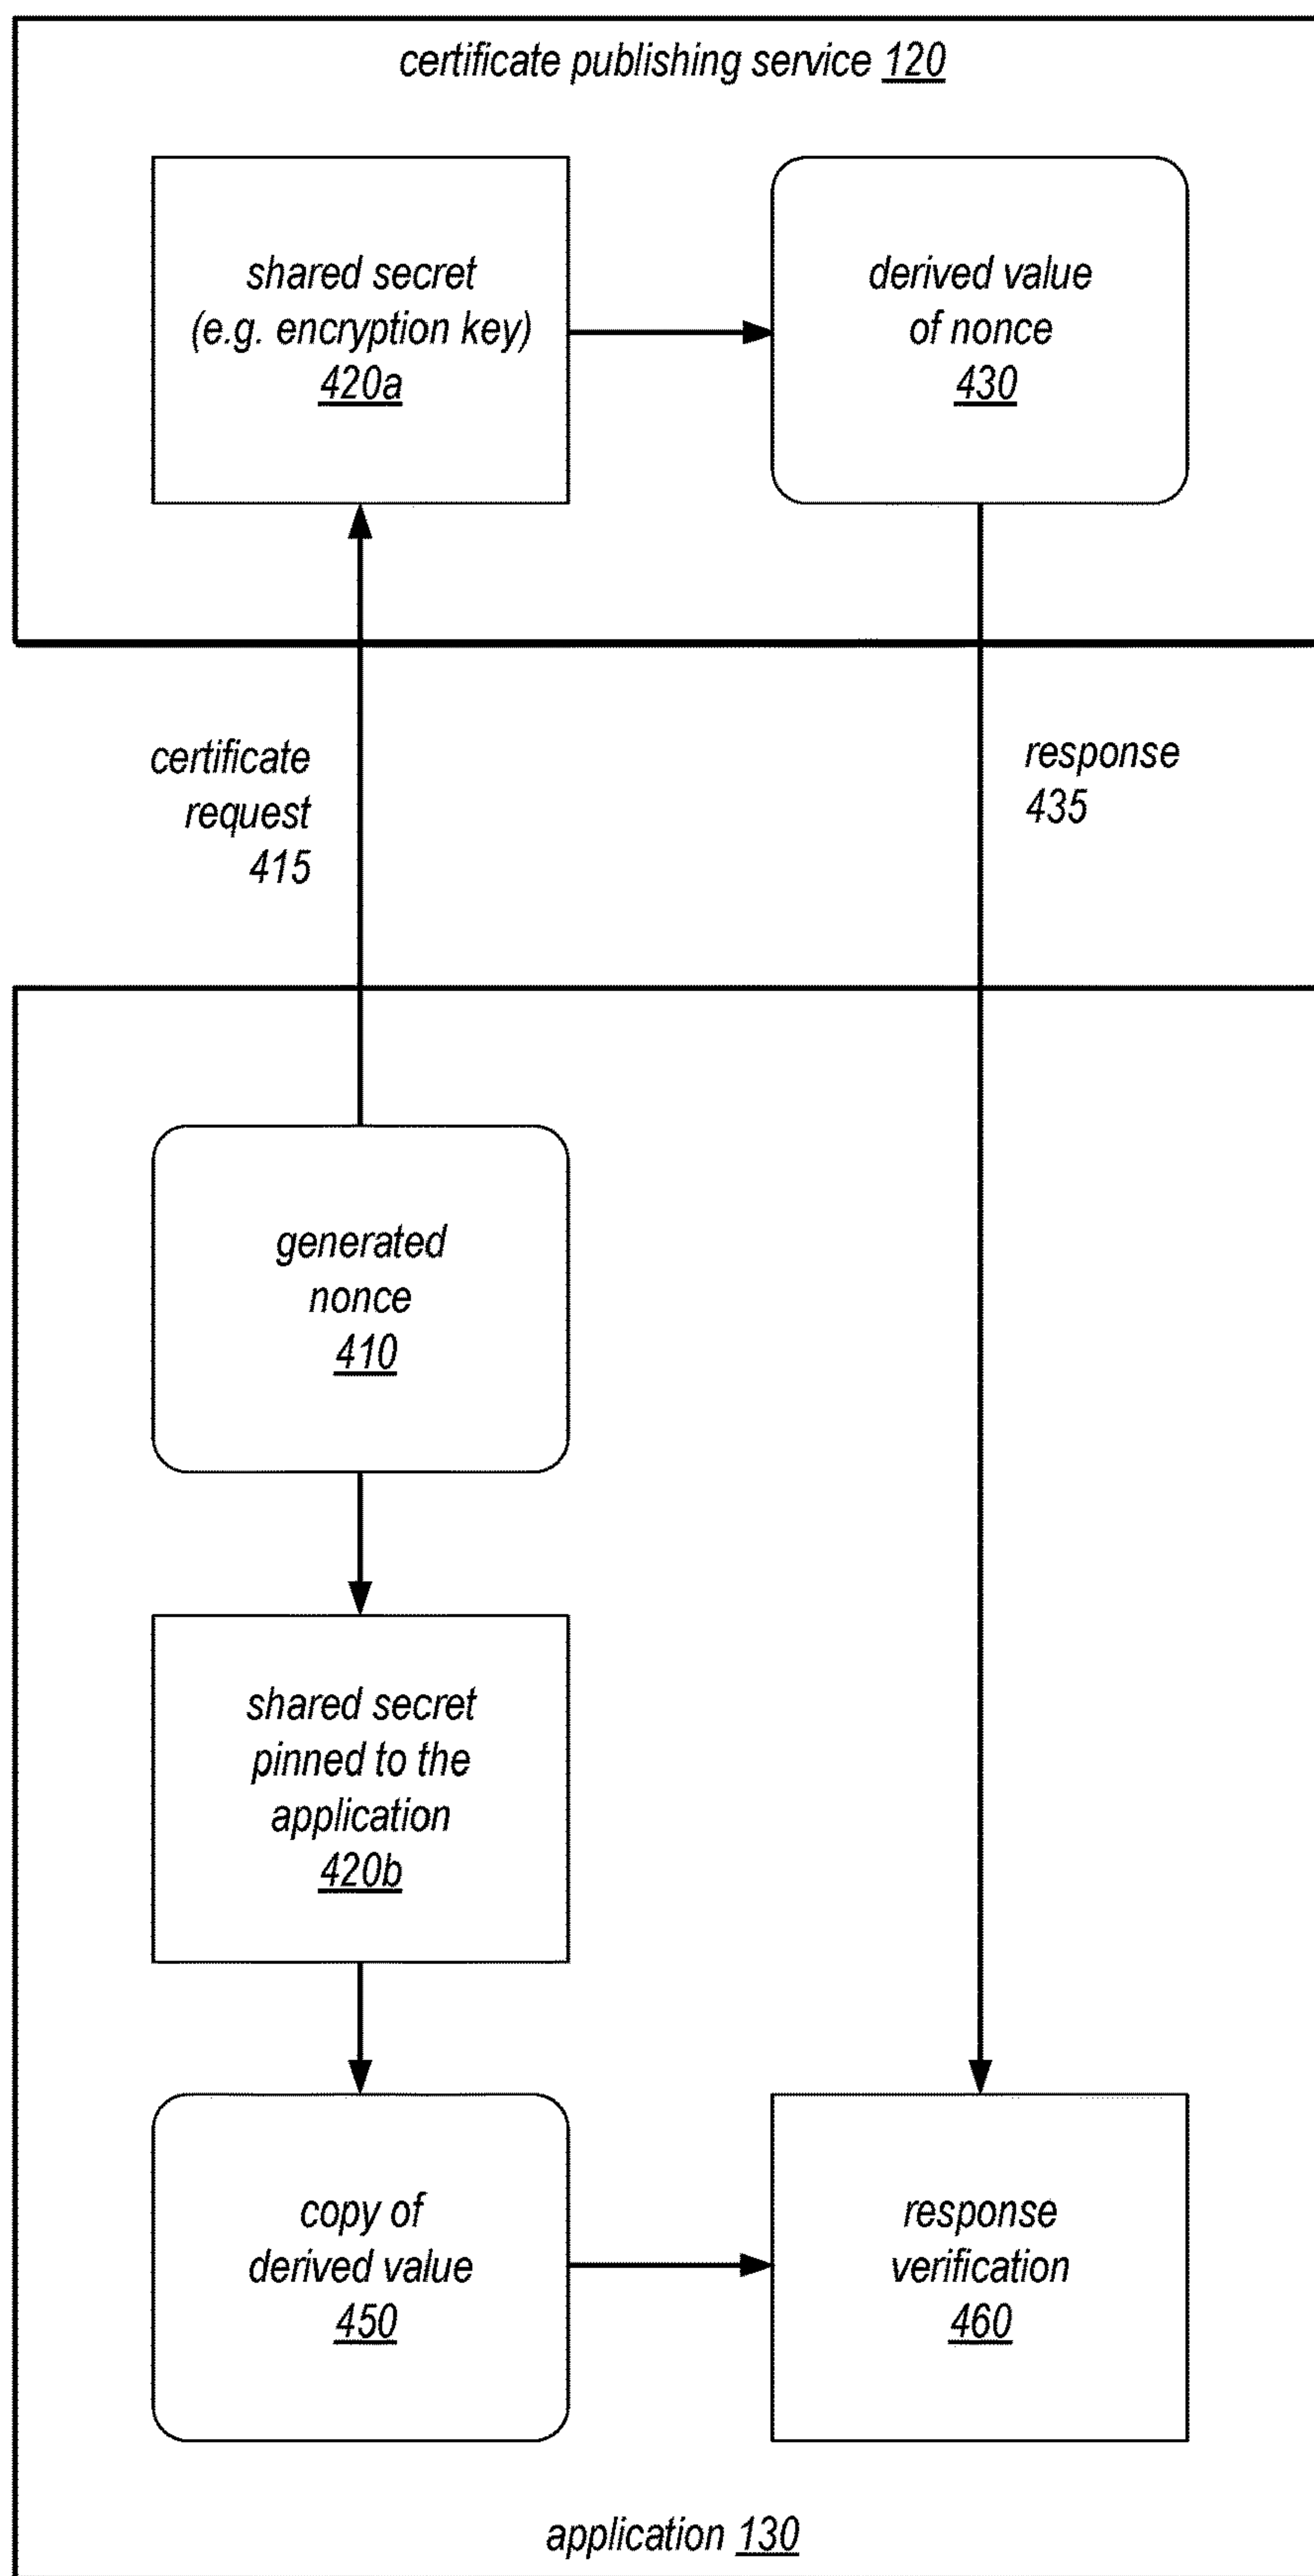 certificate publishing service 120
shared secret
(e.g. encryption key)
420a
derived value
of nonce
430
certificate
request
415
response
435
generated
nonce
410
shared secret
pinned to the
application
420b
copy of
derived value
450
response
verification
460
application 130